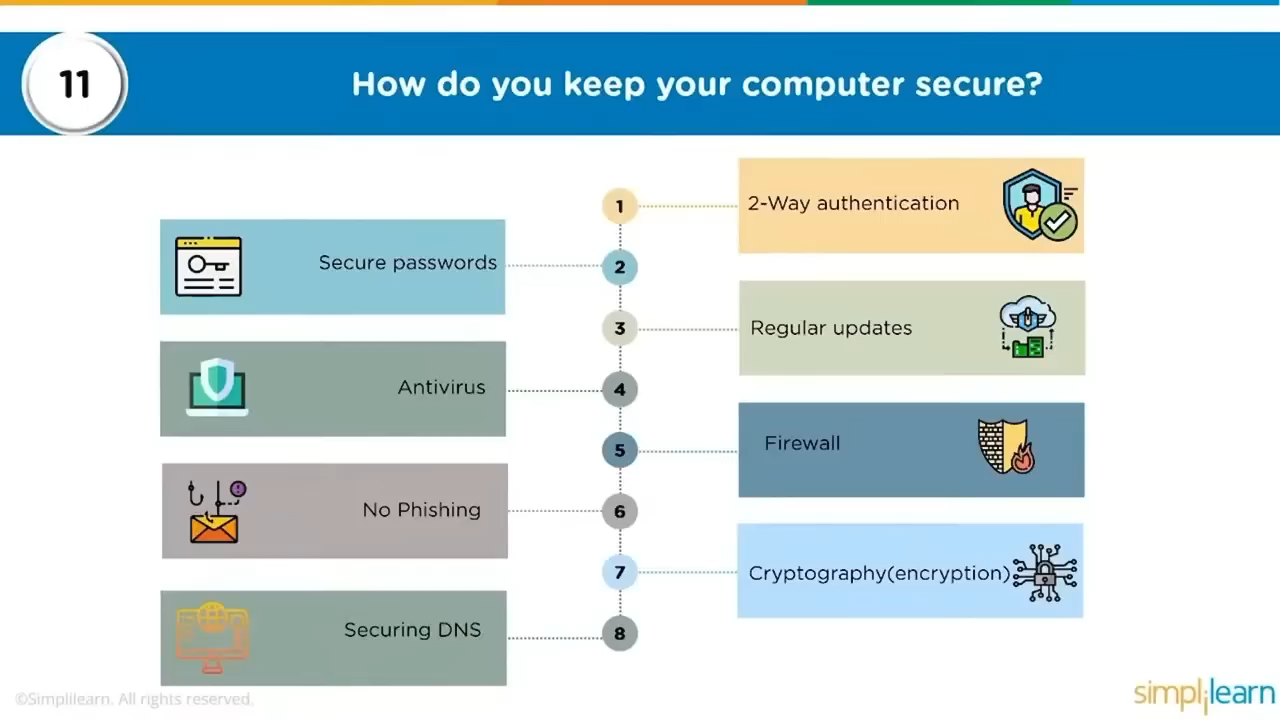 11
How do you keep your computer secure?
1
2-Way authentication
Secure passwords
2
3
Regular updates
Antivirus
4
5
Firewall
No Phishing
6
7
Cryptography(encryption)
Securing DNS
8
©Simplilearn. All rights reserved.
simplilearn